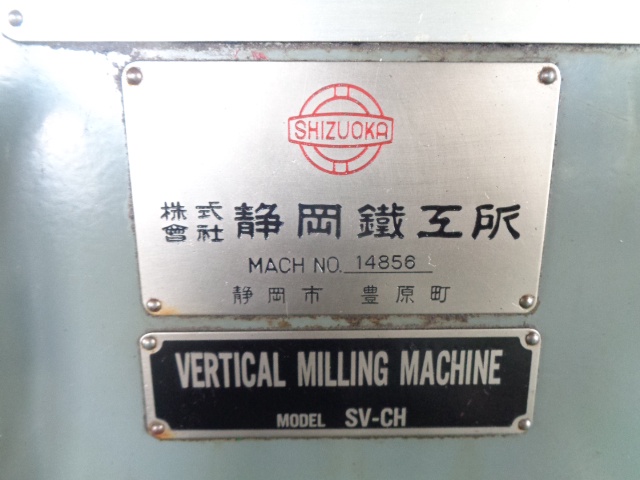 SHIZUOKA
株式會社 静岡鐵工所
MACH NO. 14856
静岡市 豊原町
VERTICAL MILLING MACHINE
MODEL SV-CH